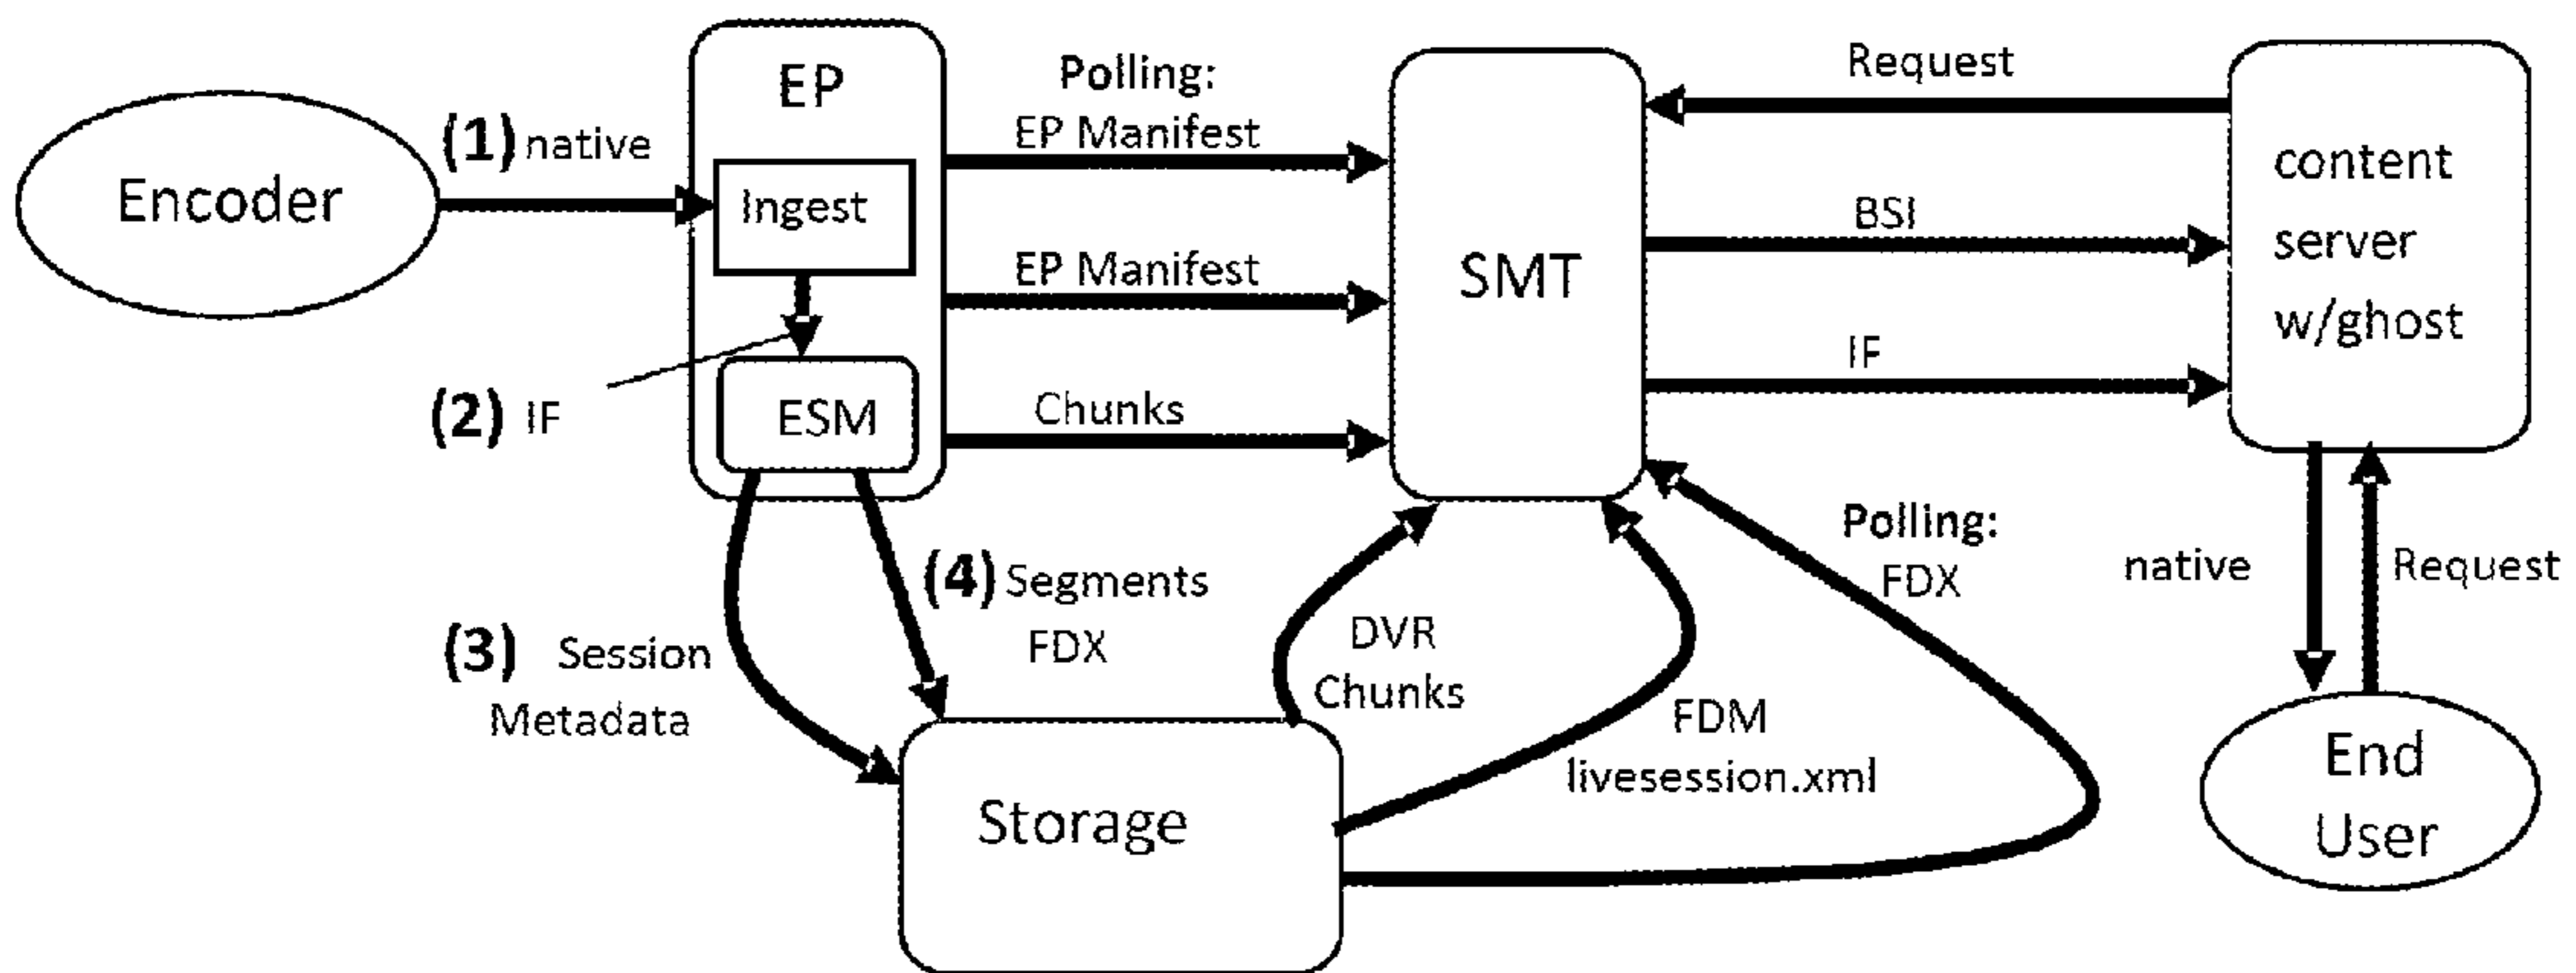 Encoder
(1) native
EP
Ingest
(2) IF
ESM
Polling:
EP Manifest
EP Manifest
Chunks
SMT
Request
BSI
IF
content
server
w/ghost
(3) Session
Metadata
(4) Segments
FDX
Storage
DVR
Chunks
FDM
livesession.xml
Polling:
FDX
native
Request
End
User